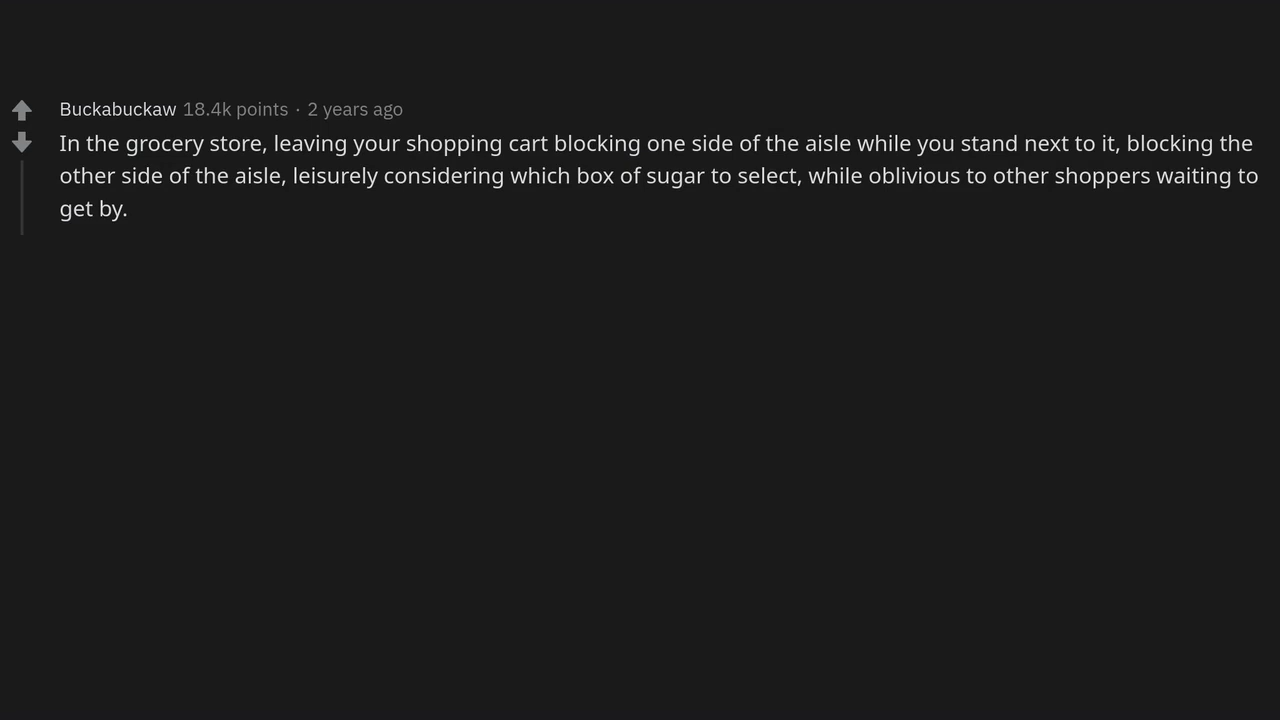 Buckabuckaw 18.4k points · 2 years ago
In the grocery store, leaving your shopping cart blocking one side of the aisle while you stand next to it, blocking the
other side of the aisle, leisurely considering which box of sugar to select, while oblivious to other shoppers waiting to
get by.